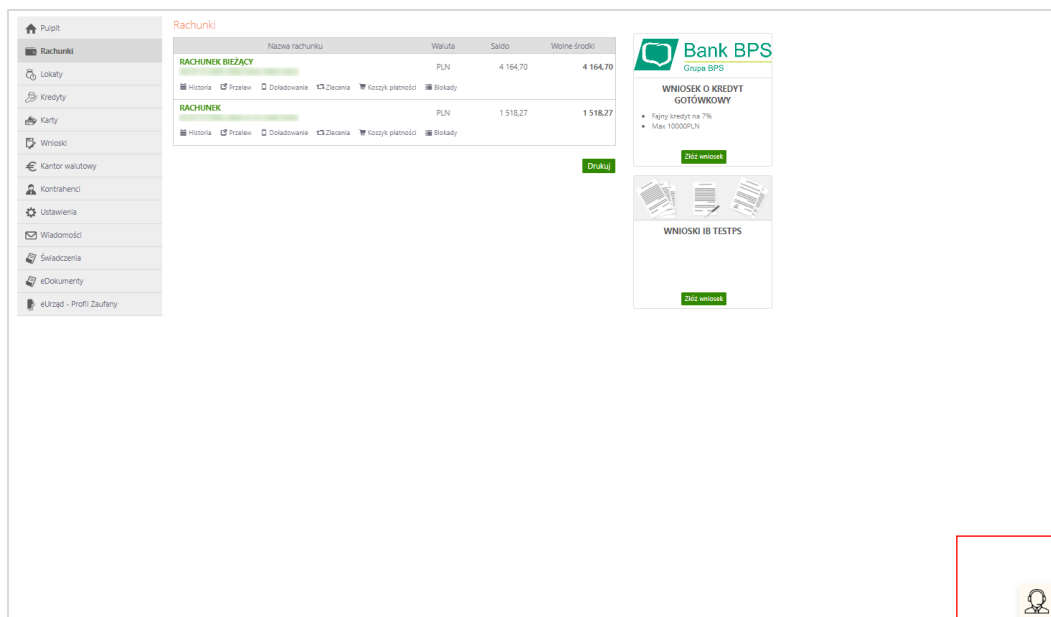 Pulpit
Rachunki
Lokaty
Kredyty
Karty
Wnioski
Kantor walutowy
Kontrahenci
Ustawienia
Wiadomości
Świadczenia
eDokumenty
eUrząd - Profil Zaufany
Rachunki
Nazwa rachunku Waluta Saldo Wolne środki
RACHUNEK BIEŻĄCY
PLN 4 164,70 4 164,70
Historia Przelew Doładowanie Zlecenia Koszyk płatności Blokady
RACHUNEK
PLN 1 518,27 1 518,27
Historia Przelew Doładowanie Zlecenia Koszyk płatności Blokady
Drukuj
Bank BPS
Grupa BPS
WNIOSEK O KREDYT
GOTÓWKOWY
Fajny kredyt na 7%
Max 10000PLN
Złóż wniosek
WNIOSKI IB TESTPS
Złóż wniosek